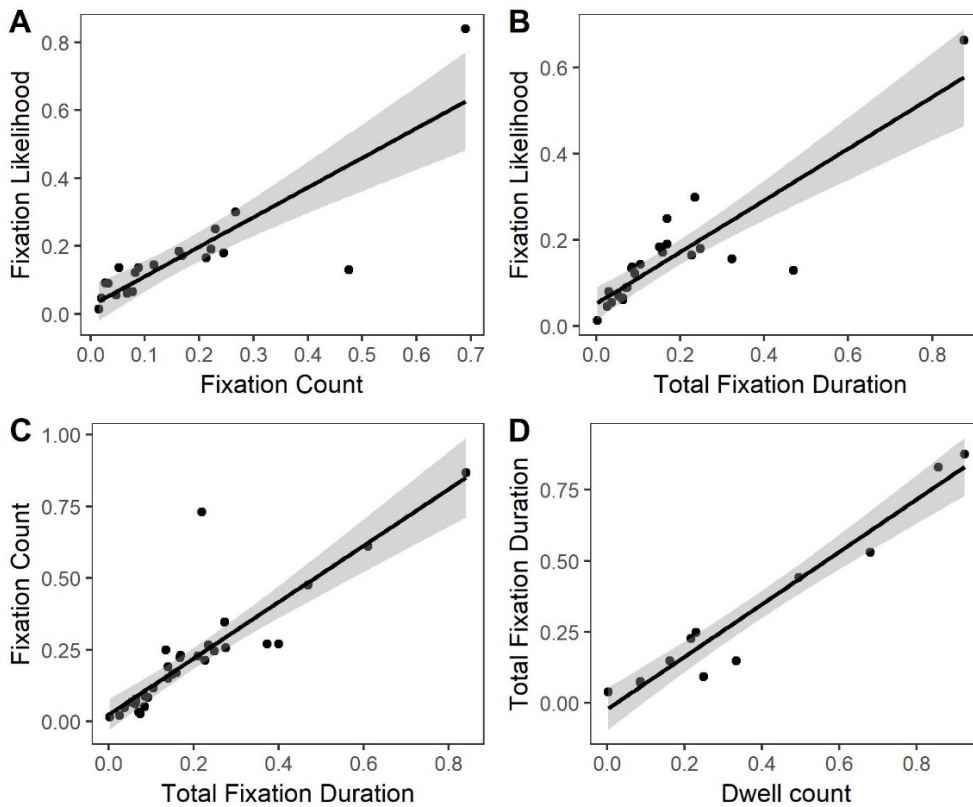 A
Fixation Likelihood
0.8
0.6
0.4
0.2
0.0
0.0 0.1 0.2 0.3 0.4 0.5 0.6 0.7
Fixation Count
B
Fixation Likelihood
0.6
0.4
0.2
0.0
0.0 0.2 0.4 0.6 0.8
Total Fixation Duration
C
Fixation Count
1.00
0.75
0.50
0.25
0.00
0.0 0.2 0.4 0.6 0.8
Total Fixation Duration
D
Total Fixation Duration
0.75
0.50
0.25
0.00
0.0 0.2 0.4 0.6 0.8
Dwell count